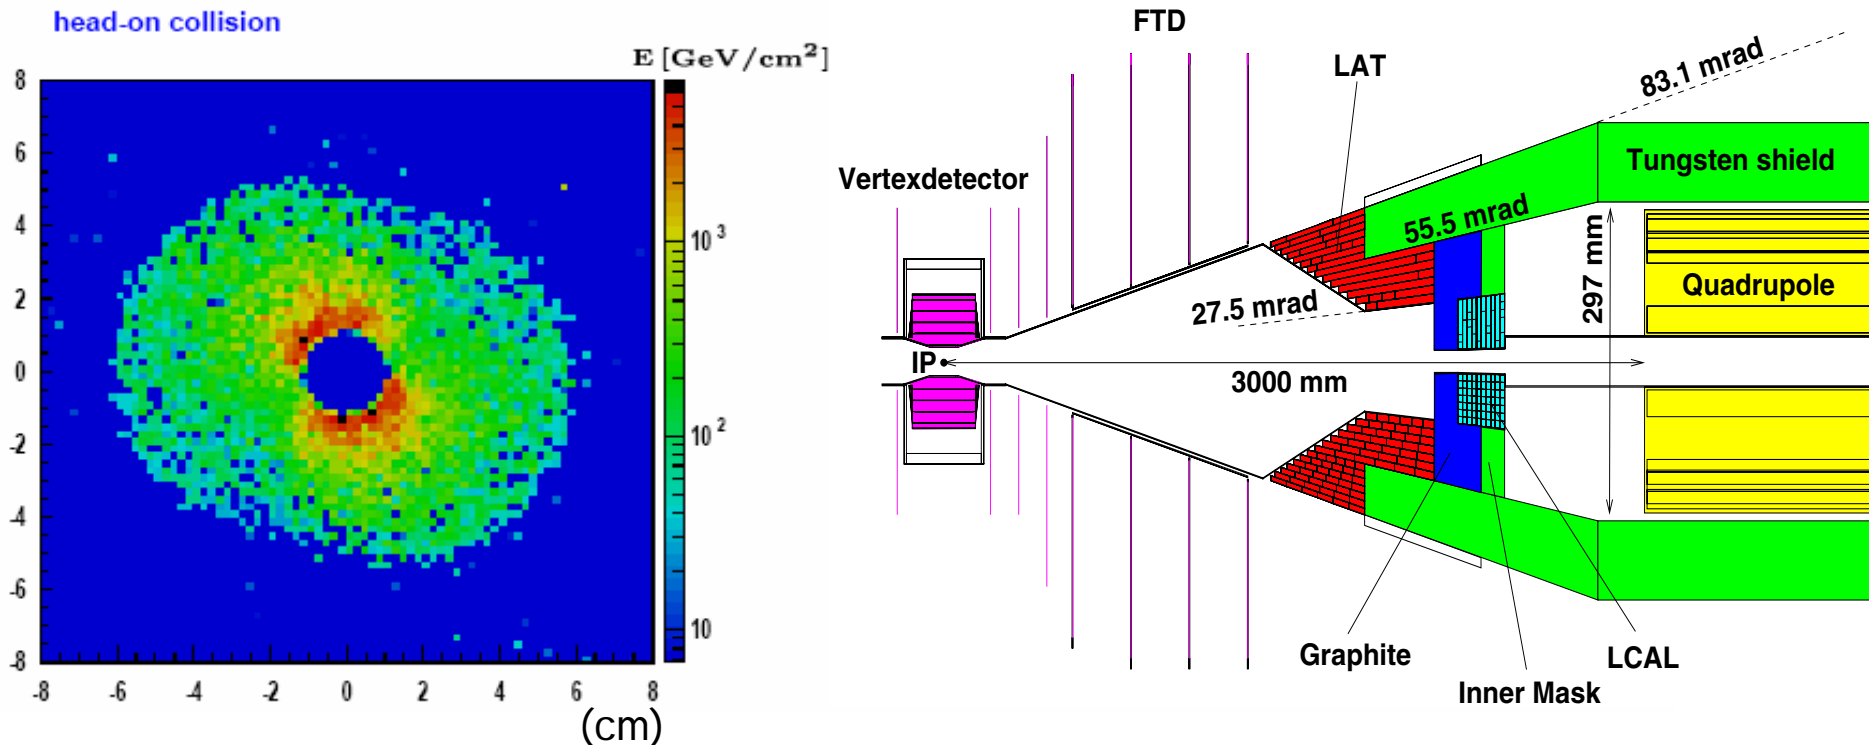 head-on collision
E [GeV/cm²]
8
6
4
2
0
-2
-4
-6
-8
-8 -6 -4 -2 0 2 4 6 8
(cm)
10³
10²
10
FTD
LAT
83.1 mrad
Vertexdetector
Tungsten shield
55.5 mrad
27.5 mrad
297 mm
Quadrupole
IP
3000 mm
Graphite
LCAL
Inner Mask